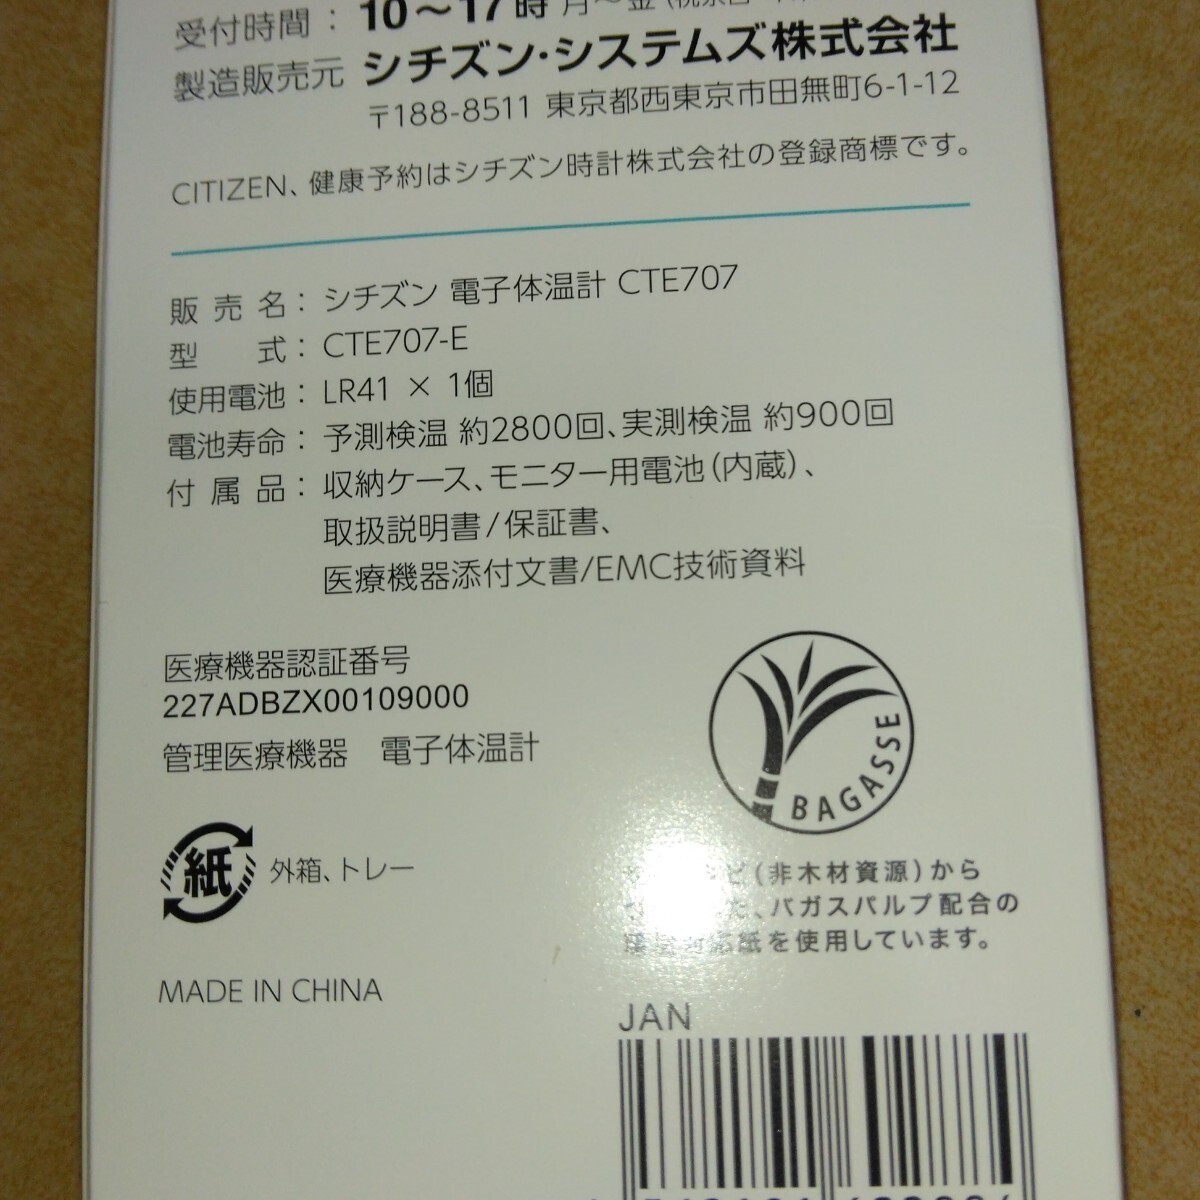 受付時間：10〜17時 月〜金
製造販売元 シチズン・システムズ株式会社
〒188-8511 東京都西東京市田無町6-1-12
CITIZEN、健康予約はシチズン時計株式会社の登録商標です。
販売名：シチズン 電子体温計 CTE707
型 式：CTE707-E
使用電池：LR41 × 1個
電池寿命：予測検温 約2800回、実測検温 約900回
付属品：収納ケース、モニター用電池（内蔵）、
取扱説明書/保証書、
医療機器添付文書/EMC技術資料
医療機器認証番号
227ADBZX00109000
管理医療機器 電子体温計
BAGASSE
紙 外箱、トレー
（非木材資源）から
、バガスパルプ配合の
紙を使用しています。
MADE IN CHINA
JAN